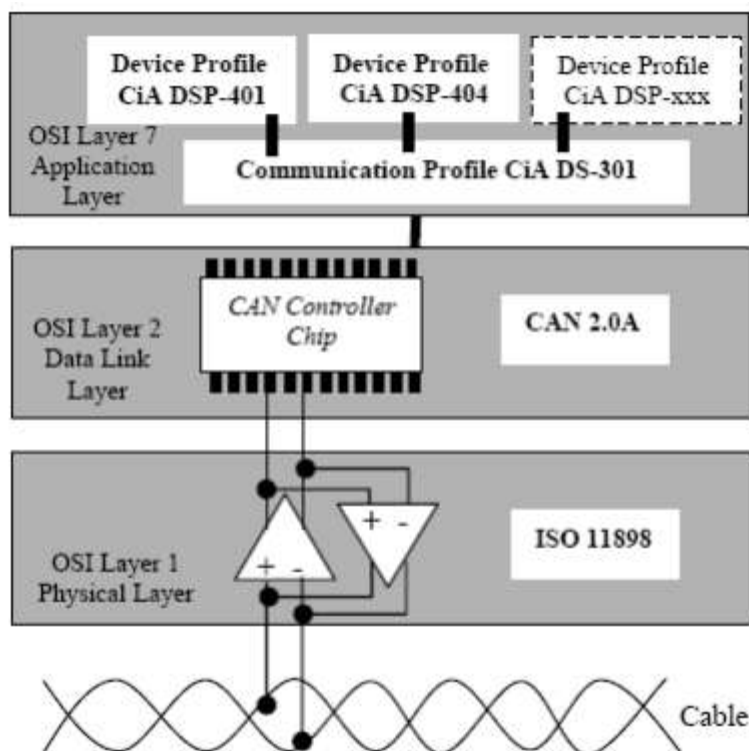 Device Profile
CiA DSP-401
Device Profile
CiA DSP-404
Device Profile
CiA DSP-xxx
OSI Layer 7
Application
Layer
Communication Profile CiA DS-301
CAN Controller
Chip
OSI Layer 2
Data Link
Layer
CAN 2.0A
+ -
+ -
OSI Layer 1
Physical Layer
ISO 11898
Cable